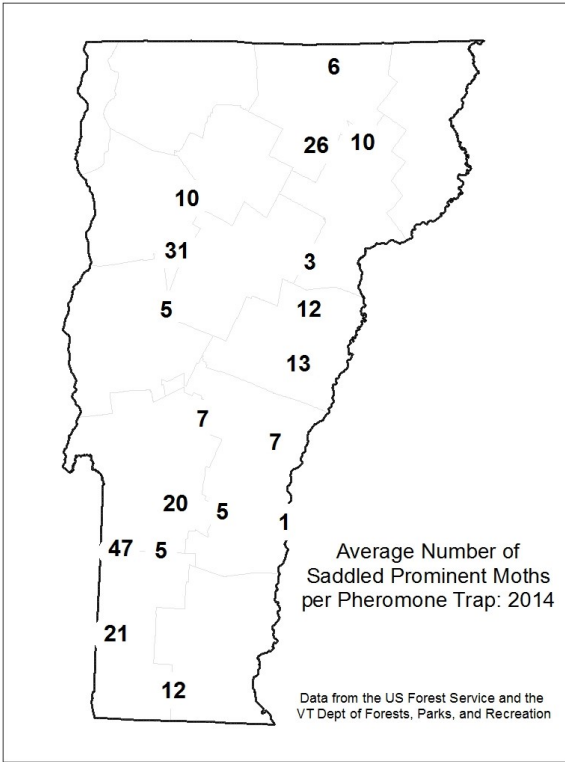 6
26 10
10
31
3
5 12
13
7
7
20 5
1
47 5
21
12
Average Number of
Saddled Prominent Moths
per Pheromone Trap: 2014
Data from the US Forest Service and the
VT Dept of Forests, Parks, and Recreation